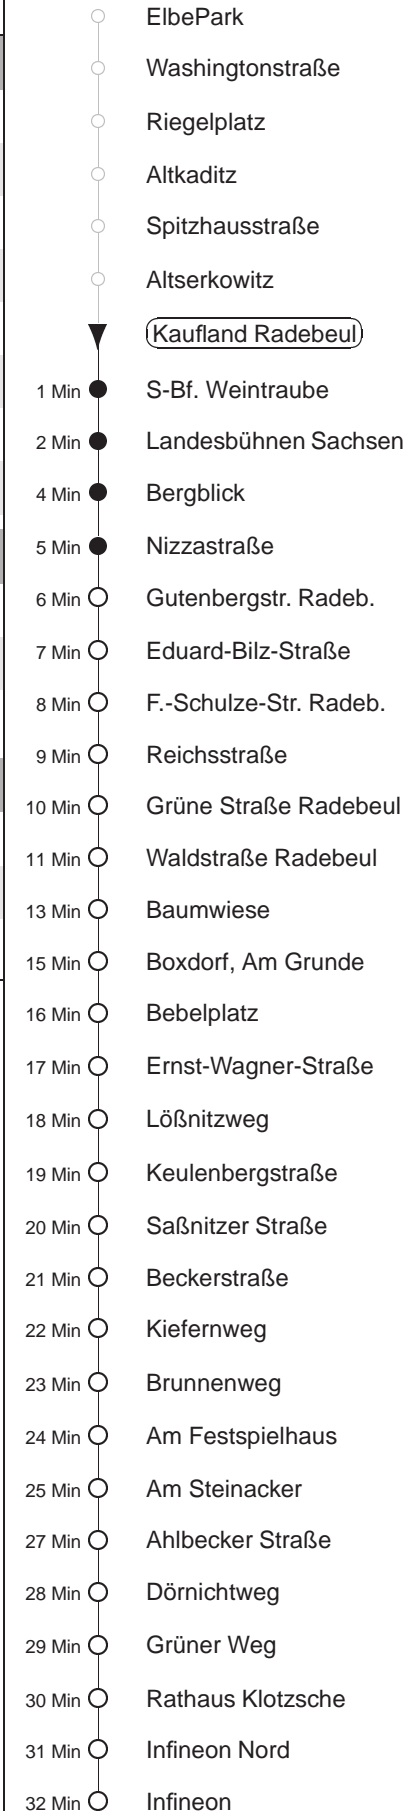 ElbePark
Washingtonstraße
Riegelplatz
Altkaditz
Spitzhausstraße
Altserkowitz
Kaufland Radebeul
1 Min S-Bf. Weintraube
2 Min Landesbühnen Sachsen
4 Min Bergblick
5 Min Nizzastraße
6 Min Gutenbergstr. Radeb.
7 Min Eduard-Bilz-Straße
8 Min F.-Schulze-Str. Radeb.
9 Min Reichsstraße
10 Min Grüne Straße Radebeul
11 Min Waldstraße Radebeul
13 Min Baumwiese
15 Min Boxdorf, Am Grunde
16 Min Bebelplatz
17 Min Ernst-Wagner-Straße
18 Min Lößnitzweg
19 Min Keulenbergstraße
20 Min Saßnitzer Straße
21 Min Beckerstraße
22 Min Kiefernweg
23 Min Brunnenweg
24 Min Am Festspielhaus
25 Min Am Steinacker
27 Min Ahlbecker Straße
28 Min Dörnichtweg
29 Min Grüner Weg
30 Min Rathaus Klotzsche
31 Min Infineon Nord
32 Min Infineon